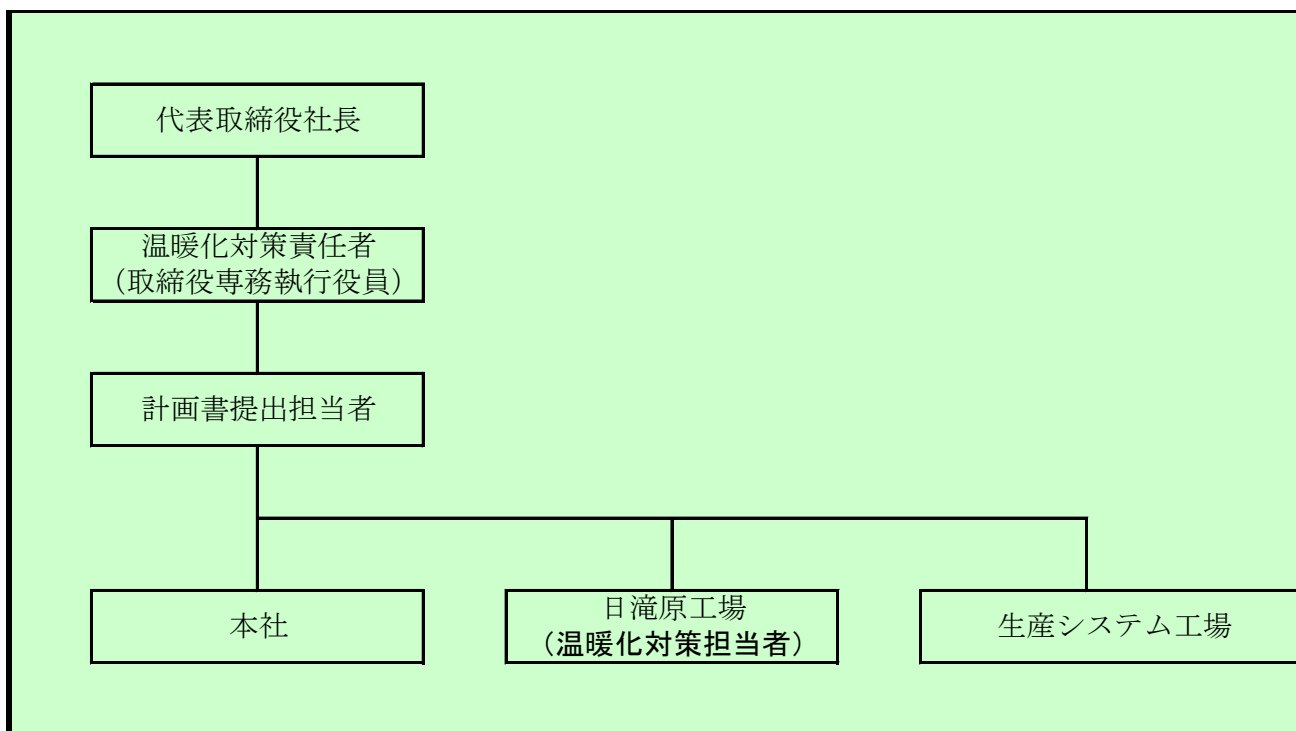 代表取締役社長
温暖化対策責任者
（取締役専務執行役員）
計画書提出担当者
本社
日滝原工場
（温暖化対策担当者）
生産システム工場